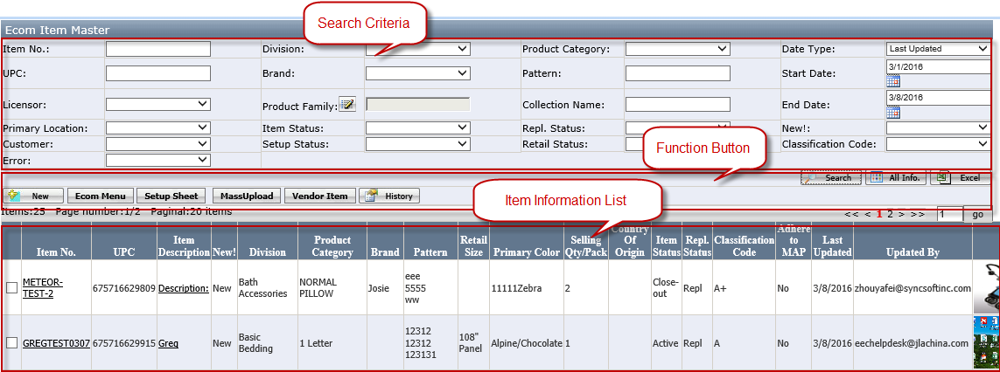 Search Criteria
Ecom Item Master
Item No.: Division: Product Category: Date Type: Last Updated
UPC: Brand: Pattern: Start Date: 3/1/2016
Licensor: Product Family: Collection Name: End Date: 3/8/2016
Primary Location: Item Status: Repl. Status: New!:
Customer: Setup Status: Retail Status: Classification Code:
Error:
Function Button
Search All Info. Excel
New Ecom Menu Setup Sheet MassUpload Vendor Item History
Item Information List
Items:25 Page number:1/2 Paginal:20 items << < 1 2 > >> 1 go
Item No. UPC Item Description New! Division Product Category Brand Pattern Retail Size Primary Color Selling Qty/Pack Country Of Origin Item Status Repl. Status Classification Code Adhere to MAP Last Updated Updated By
METEOR-TEST-2 675716629809 Description: New Bath Accessories NORMAL PILLOW Josie eee 5555 ww 11111Zebra 2 Close-out Repl A+ No 3/8/2016 zhouyafei@syncsoftinc.com
GREGTEST0307 675716629915 Greq New Basic Bedding 1 Letter 12312 12312 123131 108" Panel Alpine/Chocolate 1 Active Repl A No 3/8/2016 eechelpdesk@jlachina.com